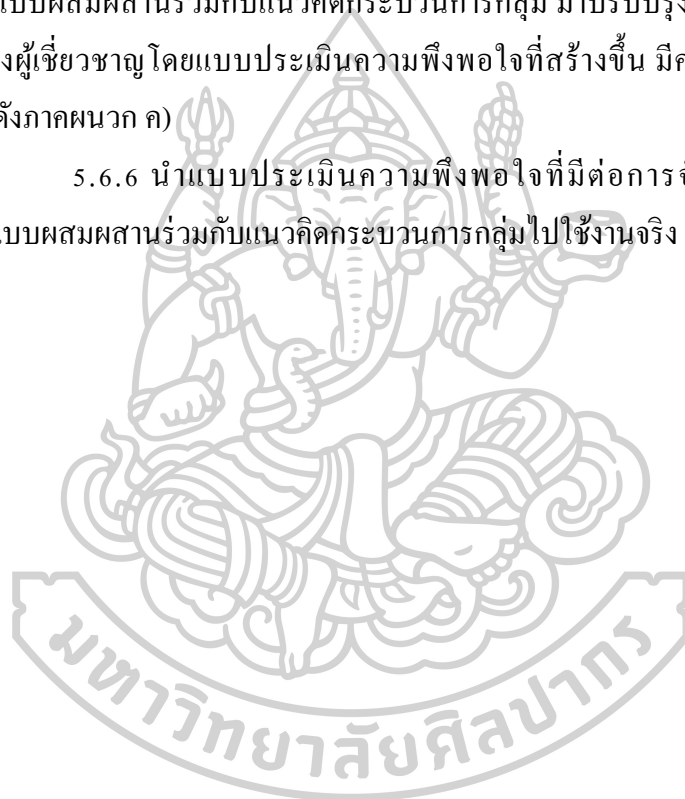 แบบผสมผสานร่วมกับแนวคิดกระบวนการกลุ่ม มาปรับปรุง
งผู้เชี่ยวชาญโดยแบบประเมินความพึงพอใจที่สร้างขึ้น มีค
ดังภาคผนวก ค)
5.6.6 นำแบบประเมินความพึงพอใจที่มีต่อการจั
แบบผสมผสานร่วมกับแนวคิดกระบวนการกลุ่มไปใช้งานจริง
มหาวิทยาลัยศิลปากร